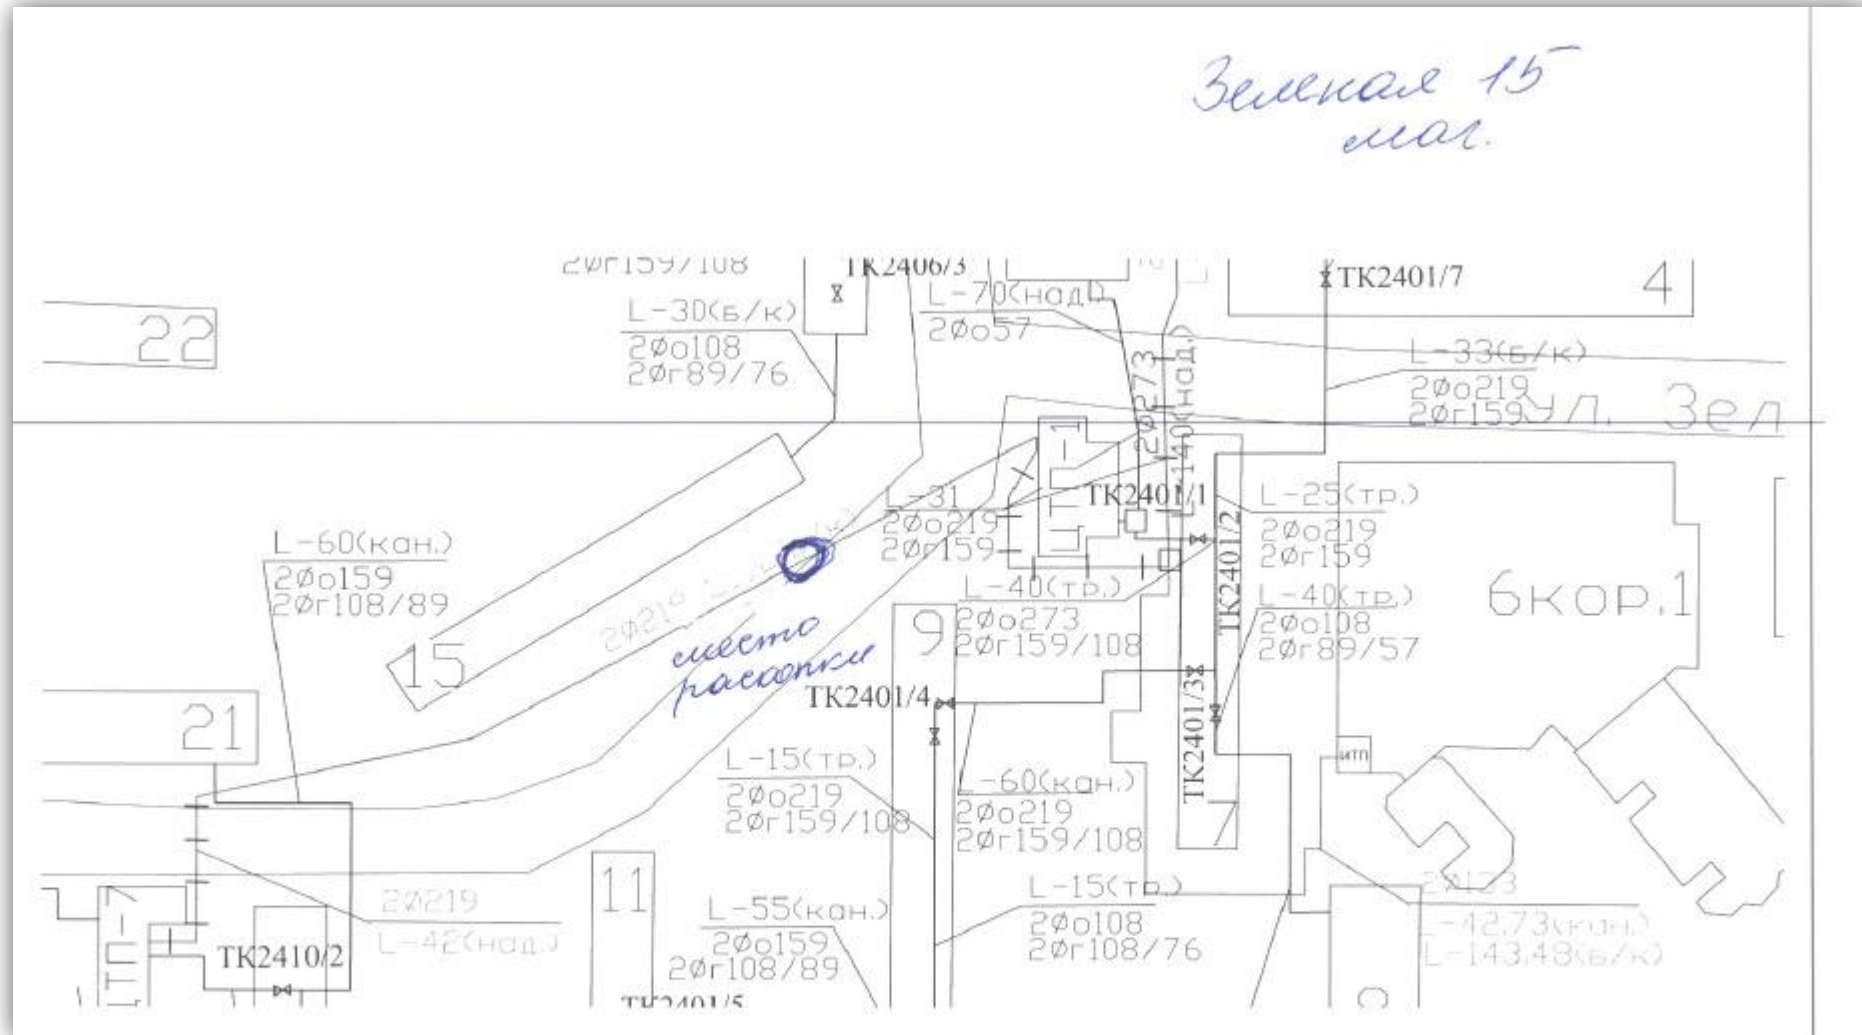 Зеленая 15
маг.
2Øг159/108
ТК2406/3
L-70(над.)
2Øо57
ТК2401/7
4
22
L-30(б/к)
2Øо108
2Øг89/76
2Ø273
L-140(над.)
L-33(б/к)
2Øо219
2Øг159
ул. Зел
ЦТП-1
ТК2401/1
L-31
2Øо219
2Øг159
L-25(тр.)
2Øо219
2Øг159
ТК2401/2
L-60(кан.)
2Øо159
2Øг108/89
L-40(тр.)
2Øо273
2Øг159/108
L-40(тр.)
2Øо108
2Øг89/57
6кор.1
15
9
место
раскопки
ТК2401/4
ТК2401/3
21
L-15(тр.)
2Øо219
2Øг159/108
L-60(кан.)
2Øо219
2Øг159/108
итп
2Ø219
L-42(над.)
11
L-55(кан.)
2Øо159
2Øг108/89
L-15(тр.)
2Øо108
2Øг108/76
L-42,73(кан.)
L-143,48(б/к)
ЦТП-7
ТК2410/2
ТК2401/5